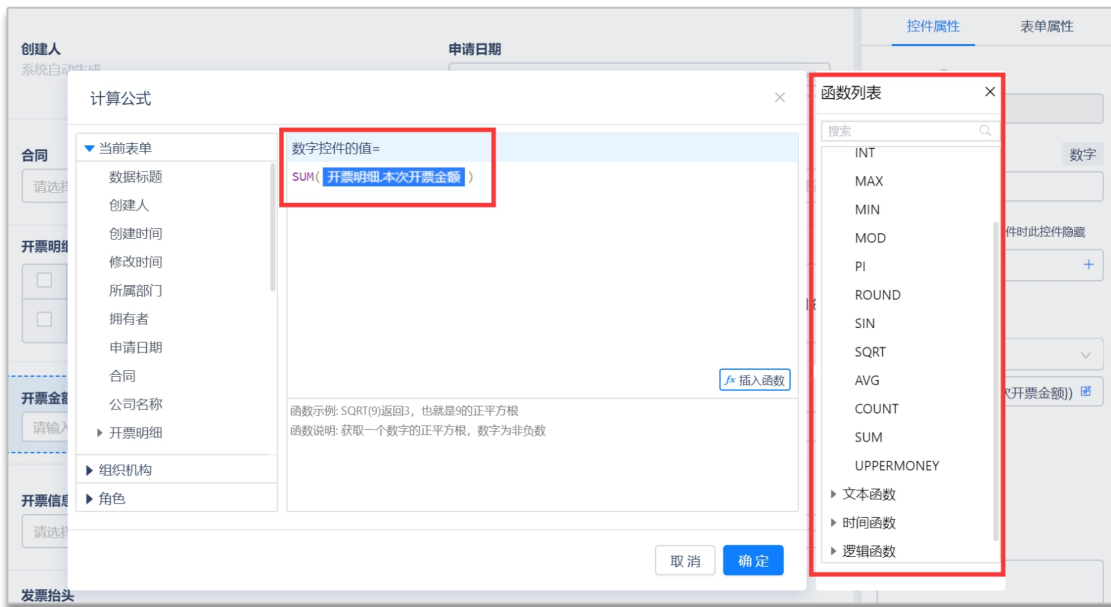 控件属性 表单属性
创建人
系统自动生成
申请日期
计算公式
当前表单
数据标题
创建人
创建时间
修改时间
所属部门
拥有者
申请日期
合同
公司名称
开票明细
组织机构
角色
数字控件的值=
SUM( 开票明细.本次开票金额 )
fx 插入函数
函数示例: SQRT(9)返回3，也就是9的正平方根
函数说明: 获取一个数字的正平方根，数字为非负数
取消 确定
函数列表
搜索
INT
MAX
MIN
MOD
PI
ROUND
SIN
SQRT
AVG
COUNT
SUM
UPPERMONEY
文本函数
时间函数
逻辑函数
合同
请选
开票明细
开票金
请输
开票信
请选
发票抬头
数字
件时此控件隐藏
开票金额))